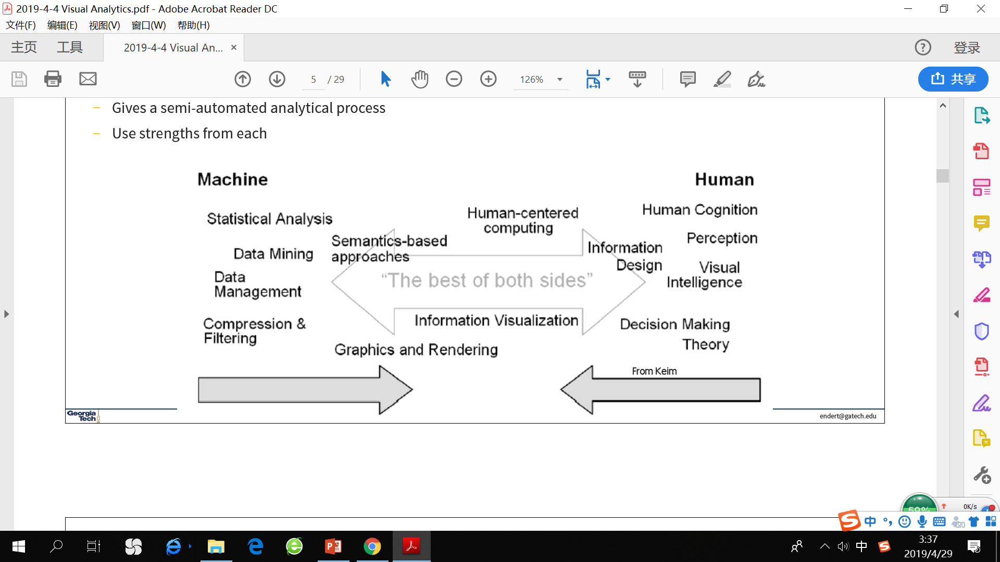 2019-4-4 Visual Analytics.pdf - Adobe Acrobat Reader DC
文件(F) 编辑(E) 视图(V) 窗口(W) 帮助(H)
主页 工具 2019-4-4 Visual An... × 登录
5 / 29 126% 共享
– Gives a semi-automated analytical process
– Use strengths from each
Machine
Human
Statistical Analysis
Data Mining
Data
Management
Compression &
Filtering
Semantics-based
approaches
Human-centered
computing
“The best of both sides”
Information Visualization
Graphics and Rendering
Information
Design
Human Cognition
Perception
Visual
Intelligence
Decision Making
Theory
From Keim
Georgia
Tech
endert@gatech.edu
59% 0K/s
中
中
3:37
2019/4/29